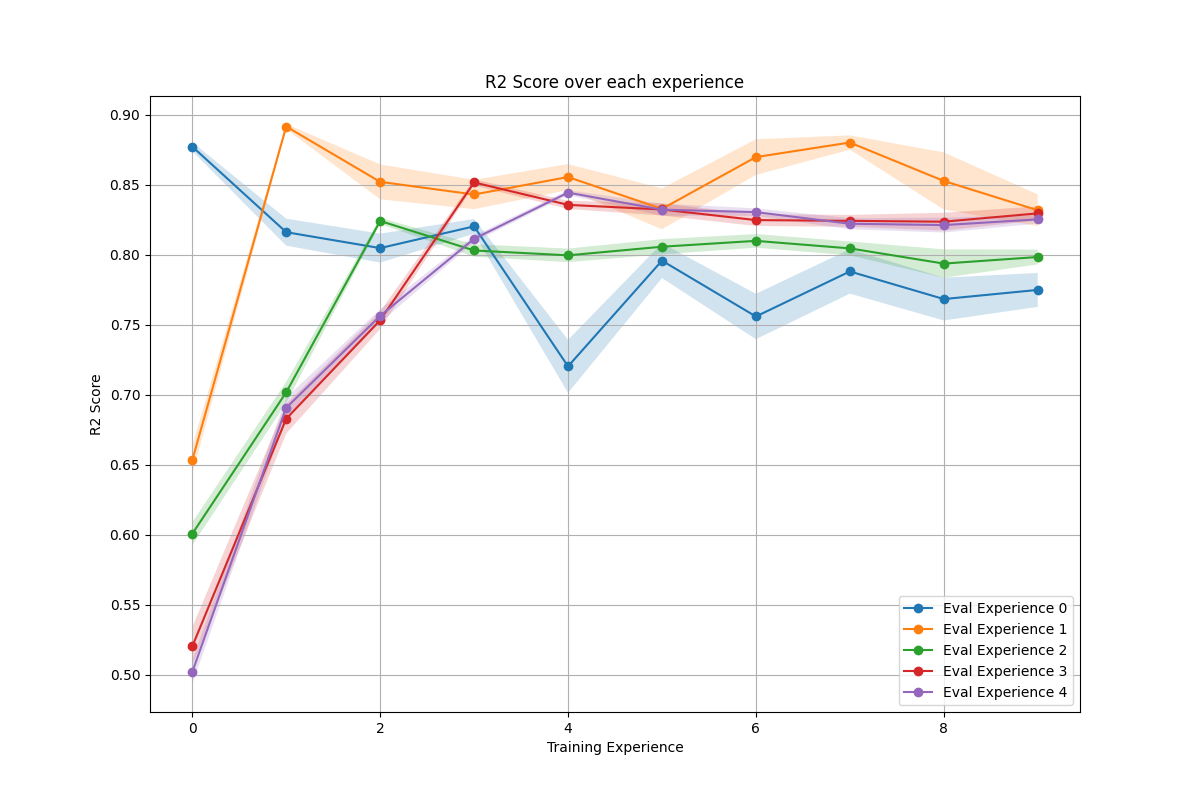 R2 Score over each experience
0.90
0.85
0.80
0.75
0.70
0.65
0.60
0.55
0.50
R2 Score
0 2 4 6 8
Training Experience
Eval Experience 0
Eval Experience 1
Eval Experience 2
Eval Experience 3
Eval Experience 4